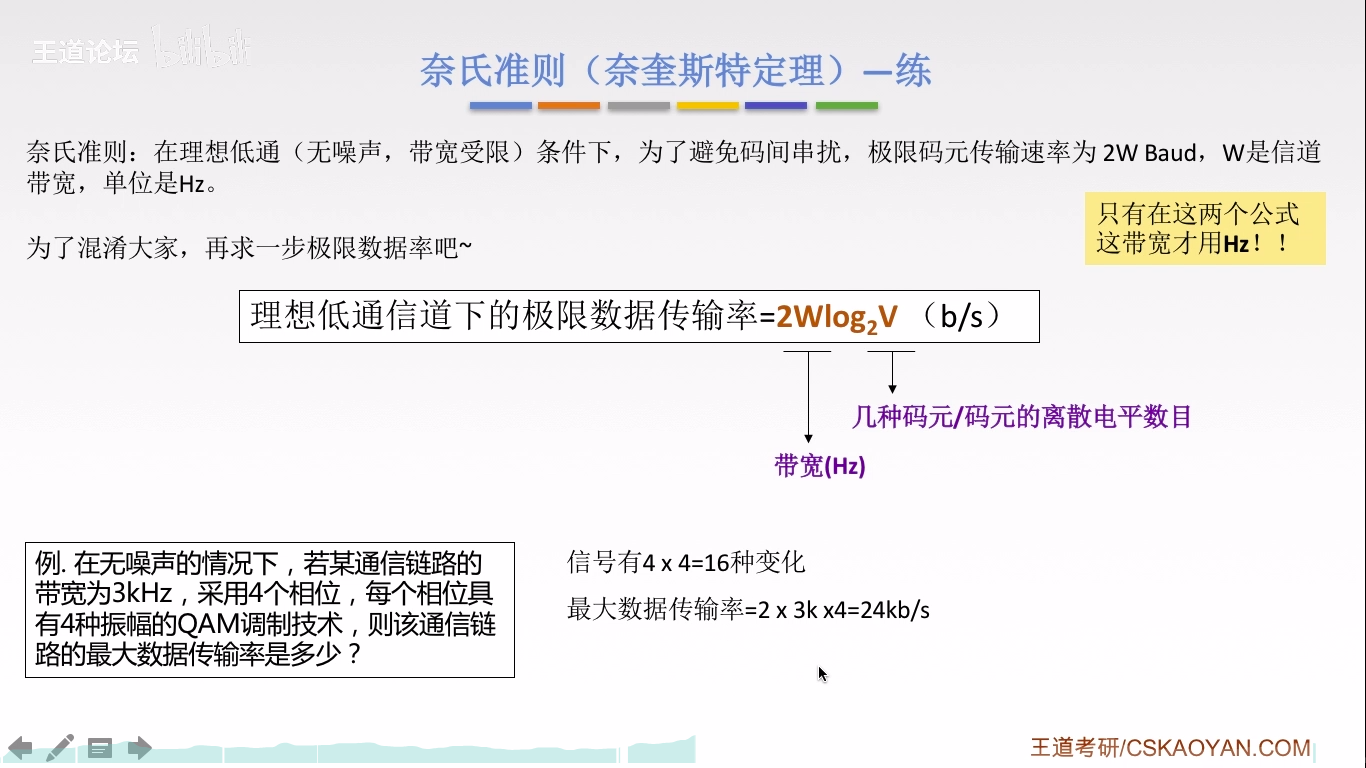 王道论坛 bilibili
奈氏准则（奈奎斯特定理）—练
奈氏准则：在理想低通（无噪声，带宽受限）条件下，为了避免码间串扰，极限码元传输速率为 2W Baud，W是信道
带宽，单位是Hz。
只有在这两个公式
这带宽才用Hz！！
为了混淆大家，再求一步极限数据率吧~
理想低通信道下的极限数据传输率=2Wlog₂V （b/s）
几种码元/码元的离散电平数目
带宽(Hz)
例. 在无噪声的情况下，若某通信链路的
带宽为3kHz，采用4个相位，每个相位具
有4种振幅的QAM调制技术，则该通信链
路的最大数据传输率是多少？
信号有4 x 4=16种变化
最大数据传输率=2 x 3k x4=24kb/s
王道考研/CSKAOYAN.COM